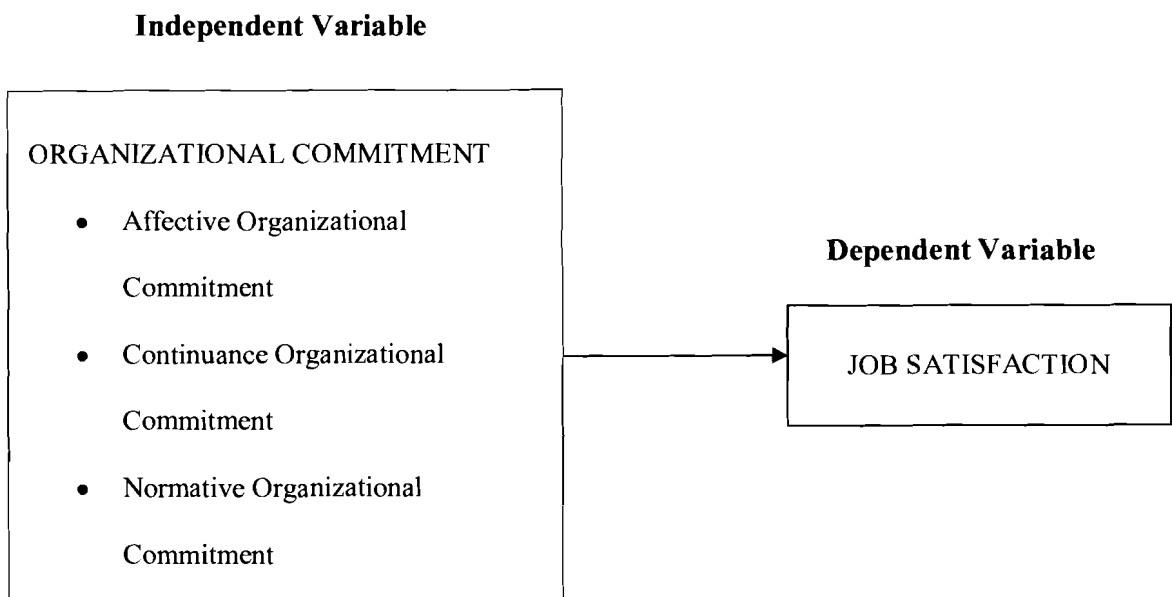 Independent Variable
ORGANIZATIONAL COMMITMENT
• Affective Organizational
Commitment
• Continuance Organizational
Commitment
• Normative Organizational
Commitment
Dependent Variable
JOB SATISFACTION